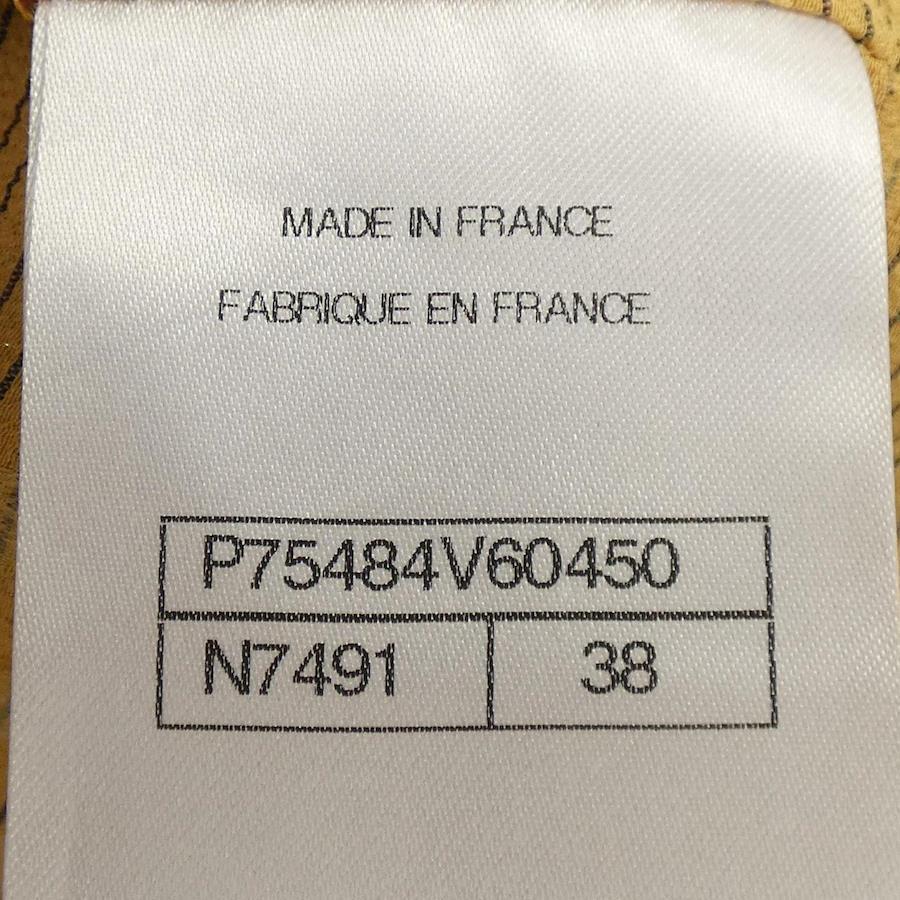 MADE IN FRANCE
FABRIQUE EN FRANCE
P75484V60450
N7491 38